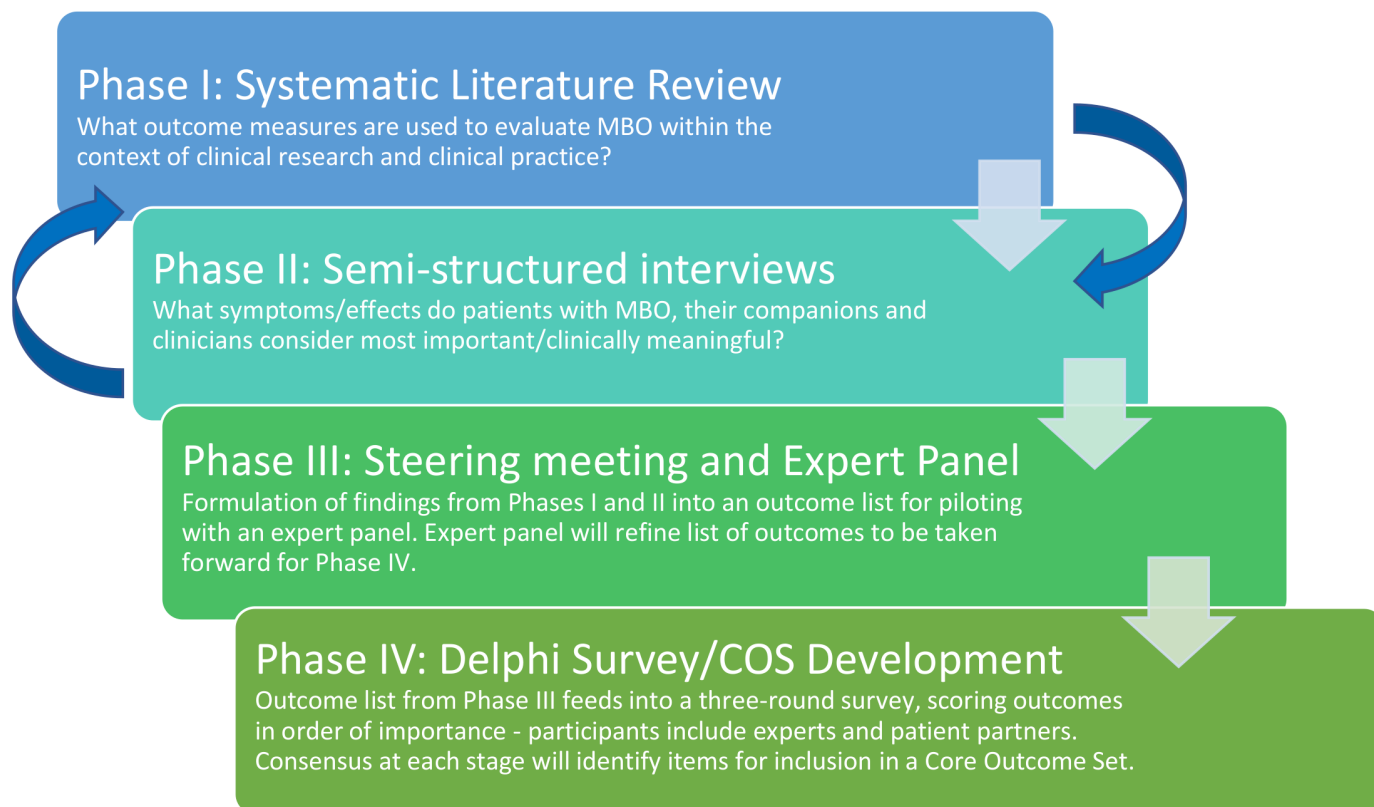 Phase I: Systematic Literature Review
What outcome measures are used to evaluate MBO within the
context of clinical research and clinical practice?
Phase II: Semi-structured interviews
What symptoms/effects do patients with MBO, their companions and
clinicians consider most important/clinically meaningful?
Phase III: Steering meeting and Expert Panel
Formulation of findings from Phases I and II into an outcome list for piloting
with an expert panel. Expert panel will refine list of outcomes to be taken
forward for Phase IV.
Phase IV: Delphi Survey/COS Development
Outcome list from Phase III feeds into a three-round survey, scoring outcomes
in order of importance - participants include experts and patient partners.
Consensus at each stage will identify items for inclusion in a Core Outcome Set.